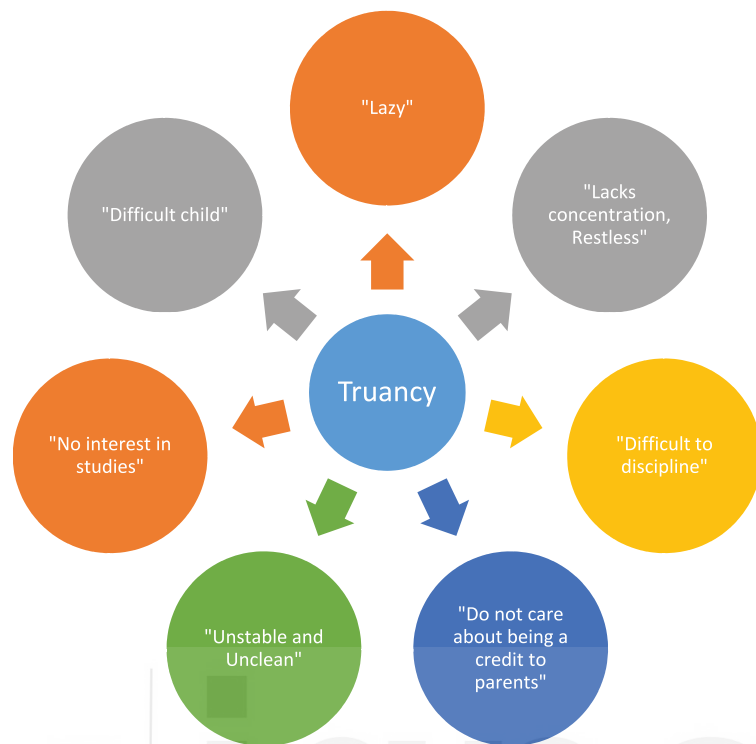 "Lazy"
"Lacks
concentration,
Restless"
"Difficult to
discipline"
"Do not care
about being a
credit to
parents"
"Unstable and
Unclean"
"No interest in
studies"
"Difficult child"
Truancy